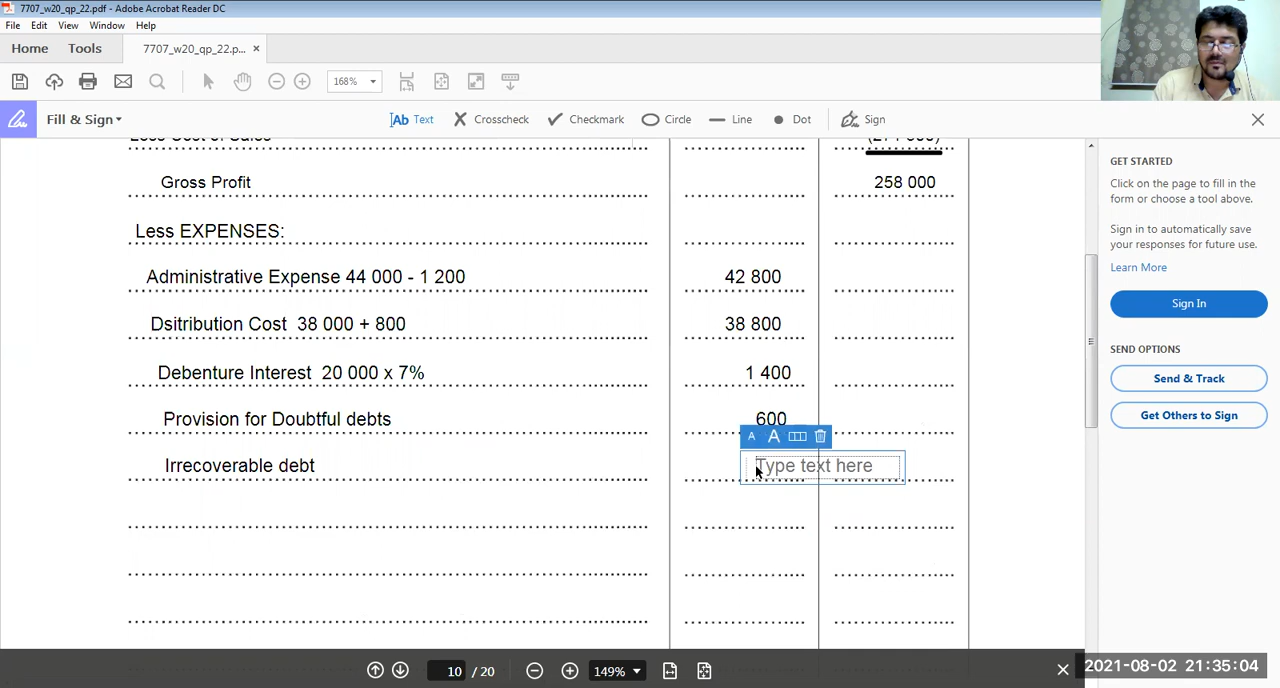 7707_w20_qp_22.pdf - Adobe Acrobat Reader DC
File Edit View Window Help
Home Tools 7707_w20_qp_22.p... ×
168%
Fill & Sign Ab Text Crosscheck Checkmark Circle Line Dot Sign
Less Cost of Sales
Gross Profit 258 000
Less EXPENSES:
Administrative Expense 44 000 - 1 200 42 800
Dsitribution Cost 38 000 + 800 38 800
Debenture Interest 20 000 x 7% 1 400
Provision for Doubtful debts 600
A A
Irrecoverable debt Type text here
GET STARTED
Click on the page to fill in the
form or choose a tool above.
Sign in to automatically save
your responses for future use.
Learn More
Sign In
SEND OPTIONS
Send & Track
Get Others to Sign
10 / 20 149%
2021-08-02 21:35:04